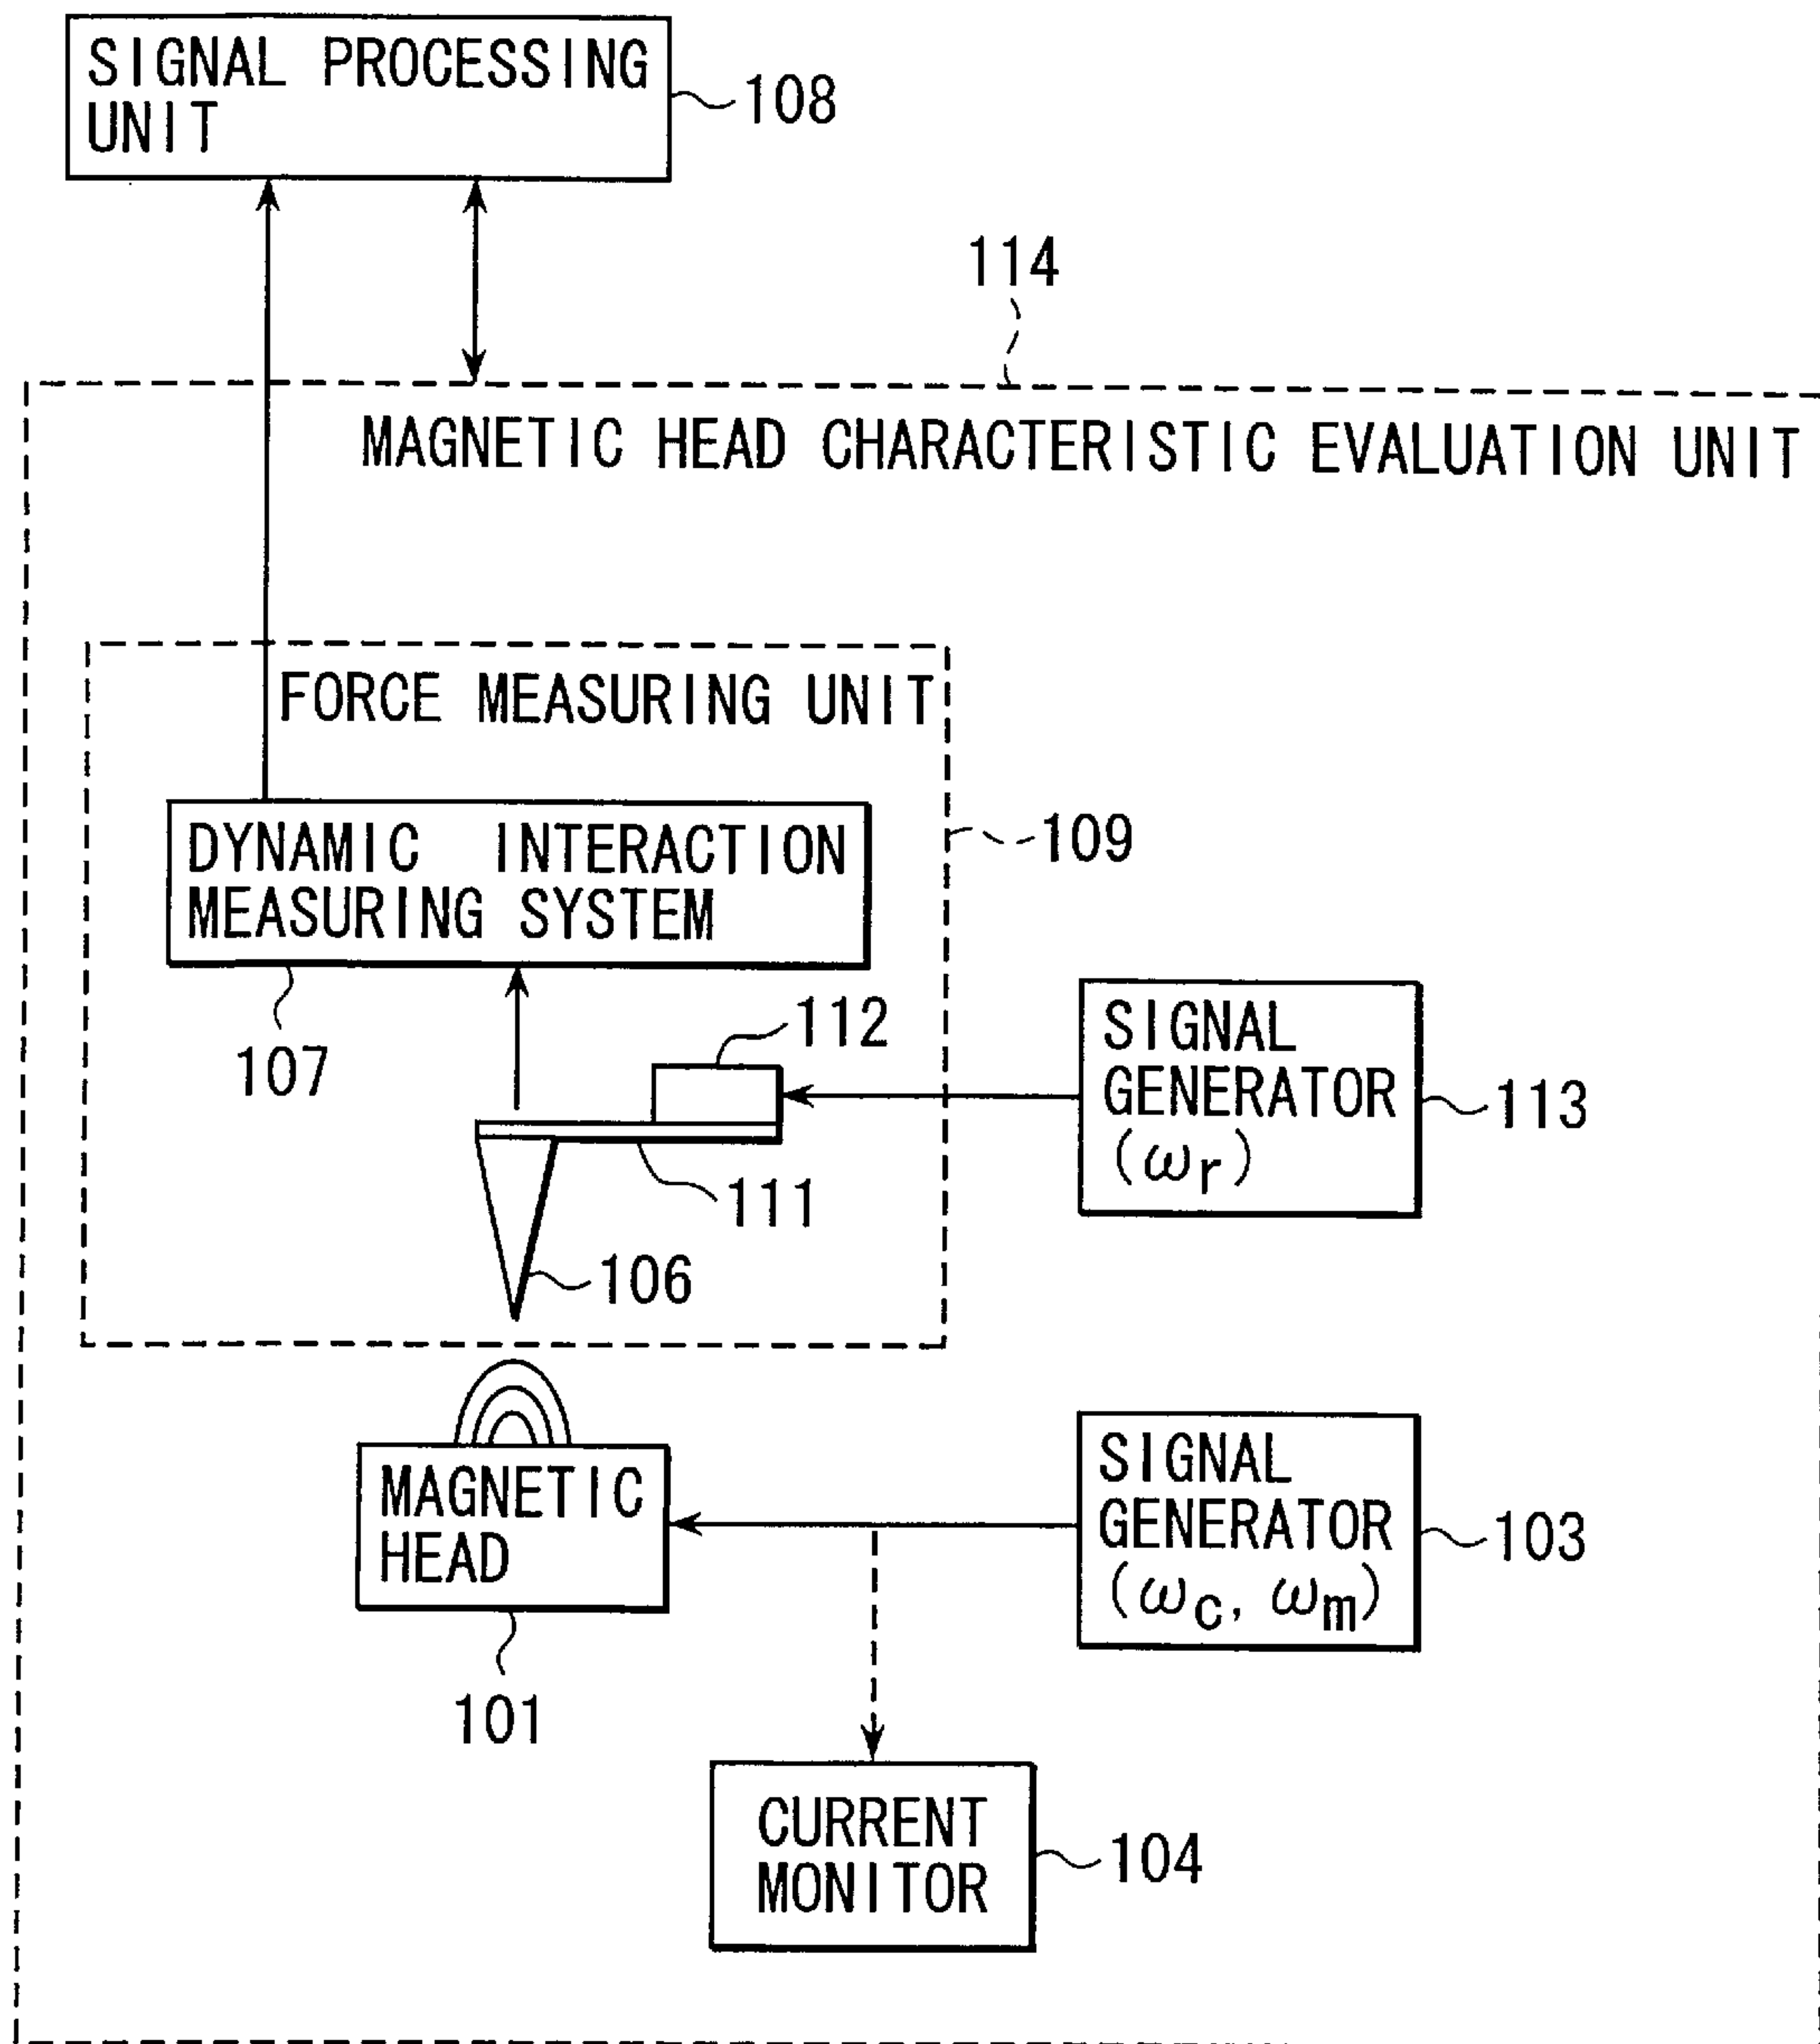 SIGNAL PROCESSING
UNIT
108
114
MAGNETIC HEAD CHARACTERISTIC EVALUATION UNIT
FORCE MEASURING UNIT
109
DYNAMIC INTERACTION
MEASURING SYSTEM
107
112
SIGNAL
GENERATOR
(ωr)
113
111
106
MAGNETIC
HEAD
101
SIGNAL
GENERATOR
(ωc, ωm)
103
CURRENT
MONITOR
104